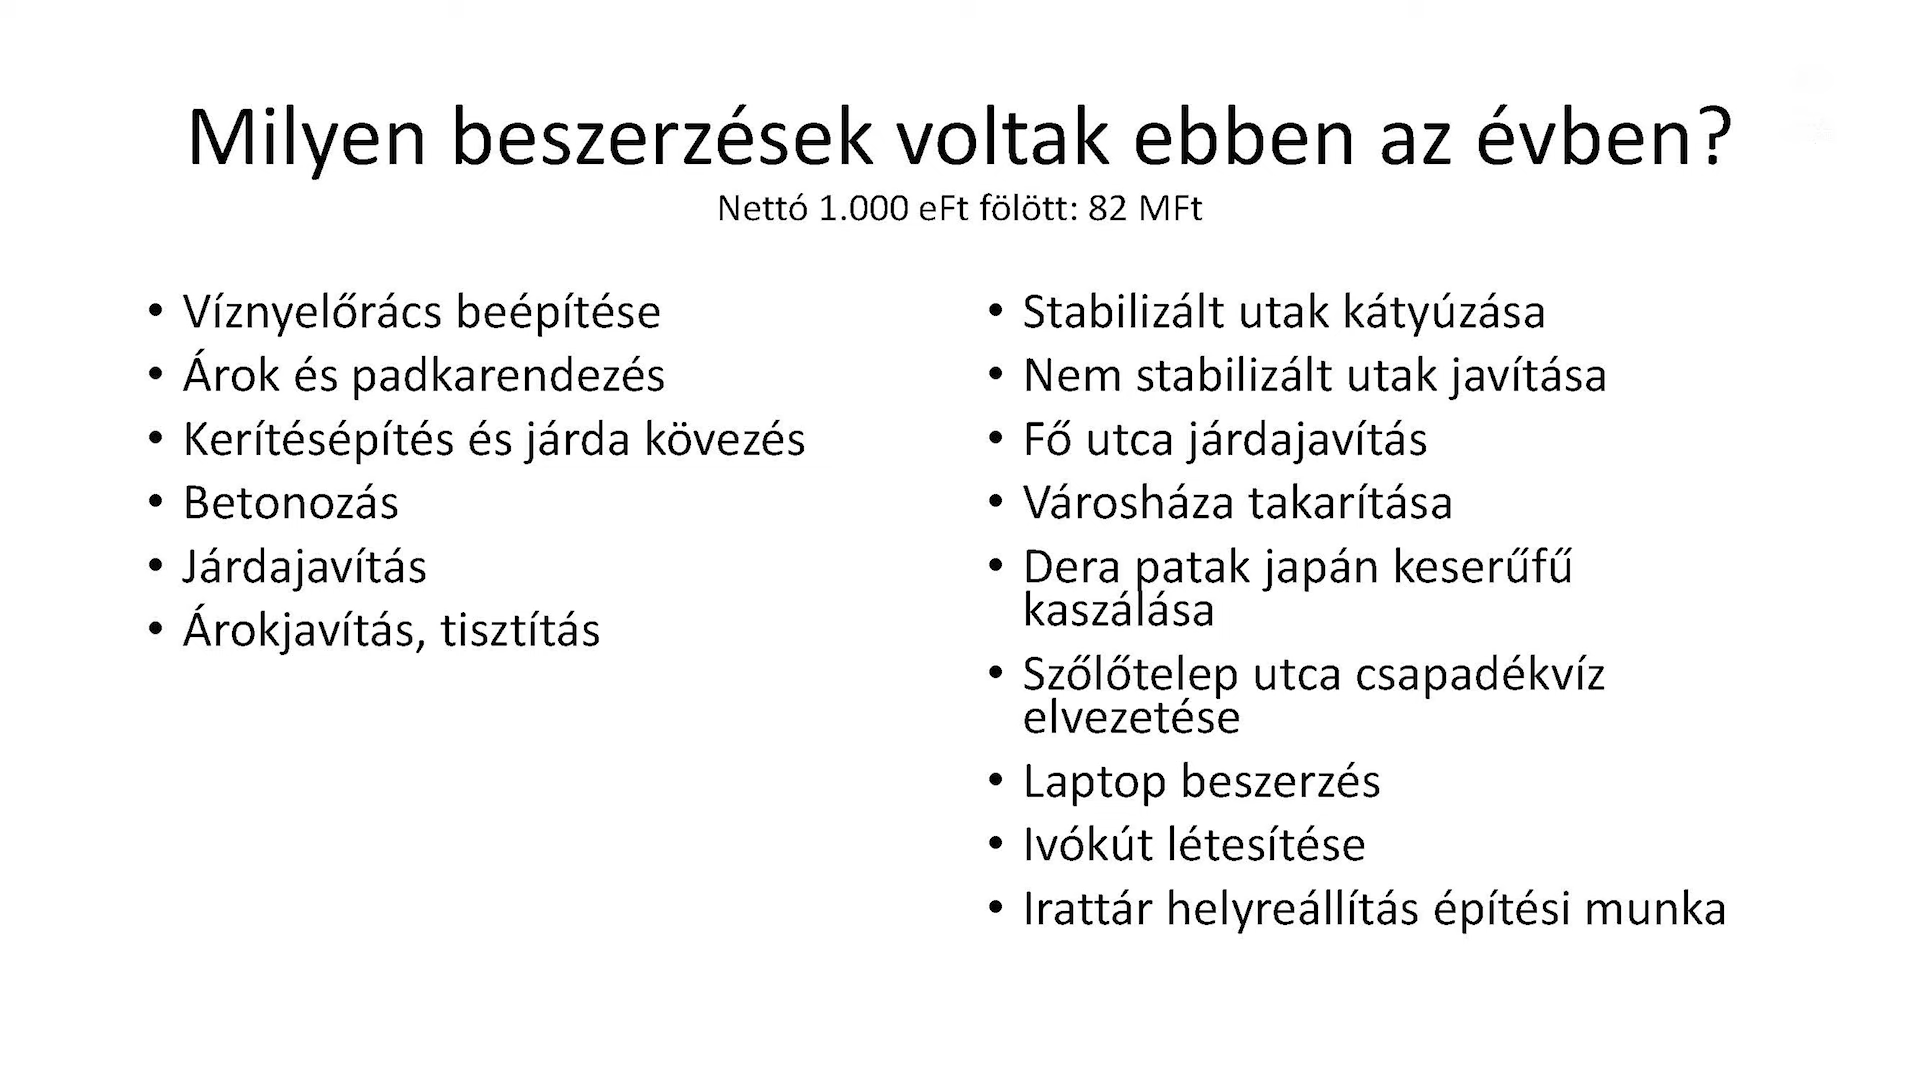 Milyen beszerzések voltak ebben az évben?
Nettó 1.000 eFt fölött: 82 MFt
• Víznyelőrács beépítése
• Árok és padkarendezés
• Kerítésépítés és járda kövezés
• Betonozás
• Járdajavítás
• Árokjavítás, tisztítás
• Stabilizált utak kátyúzása
• Nem stabilizált utak javítása
• Fő utca járdajavítás
• Városháza takarítása
• Dera patak japán keserűfű
kaszálása
• Szőlőtelep utca csapadékvíz
elvezetése
• Laptop beszerzés
• Ivókút létesítése
• Irattár helyreállítás építési munka